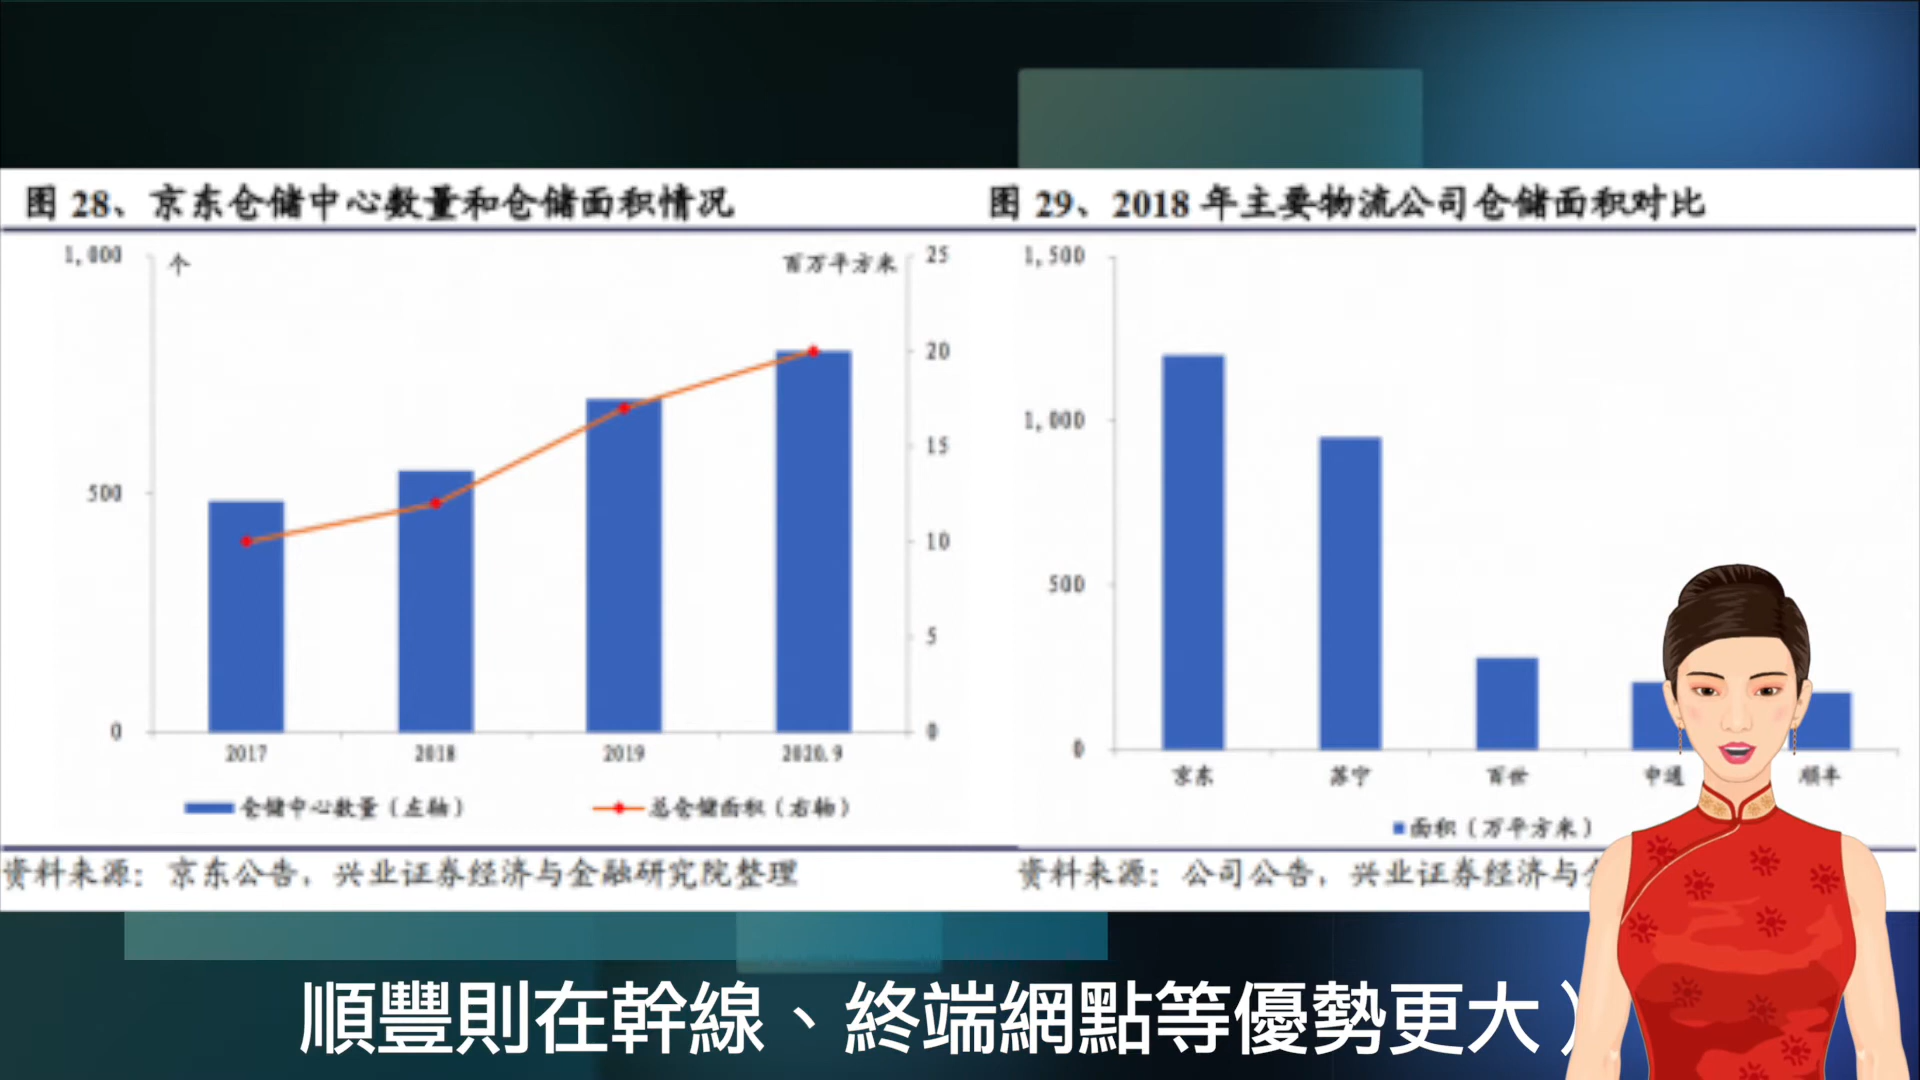 图 28、京东仓储中心数量和仓储面积情况
1,000
个
百万平方米
25
20
15
500
10
5
0
0
2017
2018
2019
2020.9
仓储中心数量（左轴）
总仓储面积（右轴）
资料来源：京东公告，兴业证券经济与金融研究院整理
图 29、2018 年主要物流公司仓储面积对比
1,500
1,000
500
0
京东
苏宁
百世
申通
顺丰
面积（万平方米）
资料来源：公司公告，兴业证券经济与
順豐則在幹線、終端網點等優勢更大）